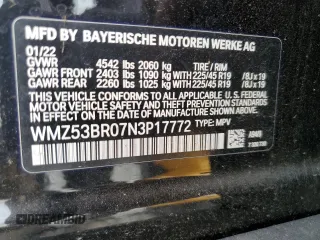 MFD BY BAYERISCHE MOTOREN WERKE AG
01/22
GVWR 4542 lbs 2060 kg TIRE / RIM
GAWR FRONT 2403 lbs 1090 kg 225/45 R19 / 8J x 19
GAWR REAR 2260 lbs 1025 kg 225/45 R19 / 8J x 19
THIS VEHICLE CONFORMS TO ALL APPLICABLE FEDERAL
MOTOR VEHICLE SAFETY, BUMPER, AND THEFT PREVENTION STANDARDS
IN EFFECT ON THE DATE OF MANUFACTURE SHOWN ABOVE.
WMZ53BR07N3P17772 TYPE: MPV